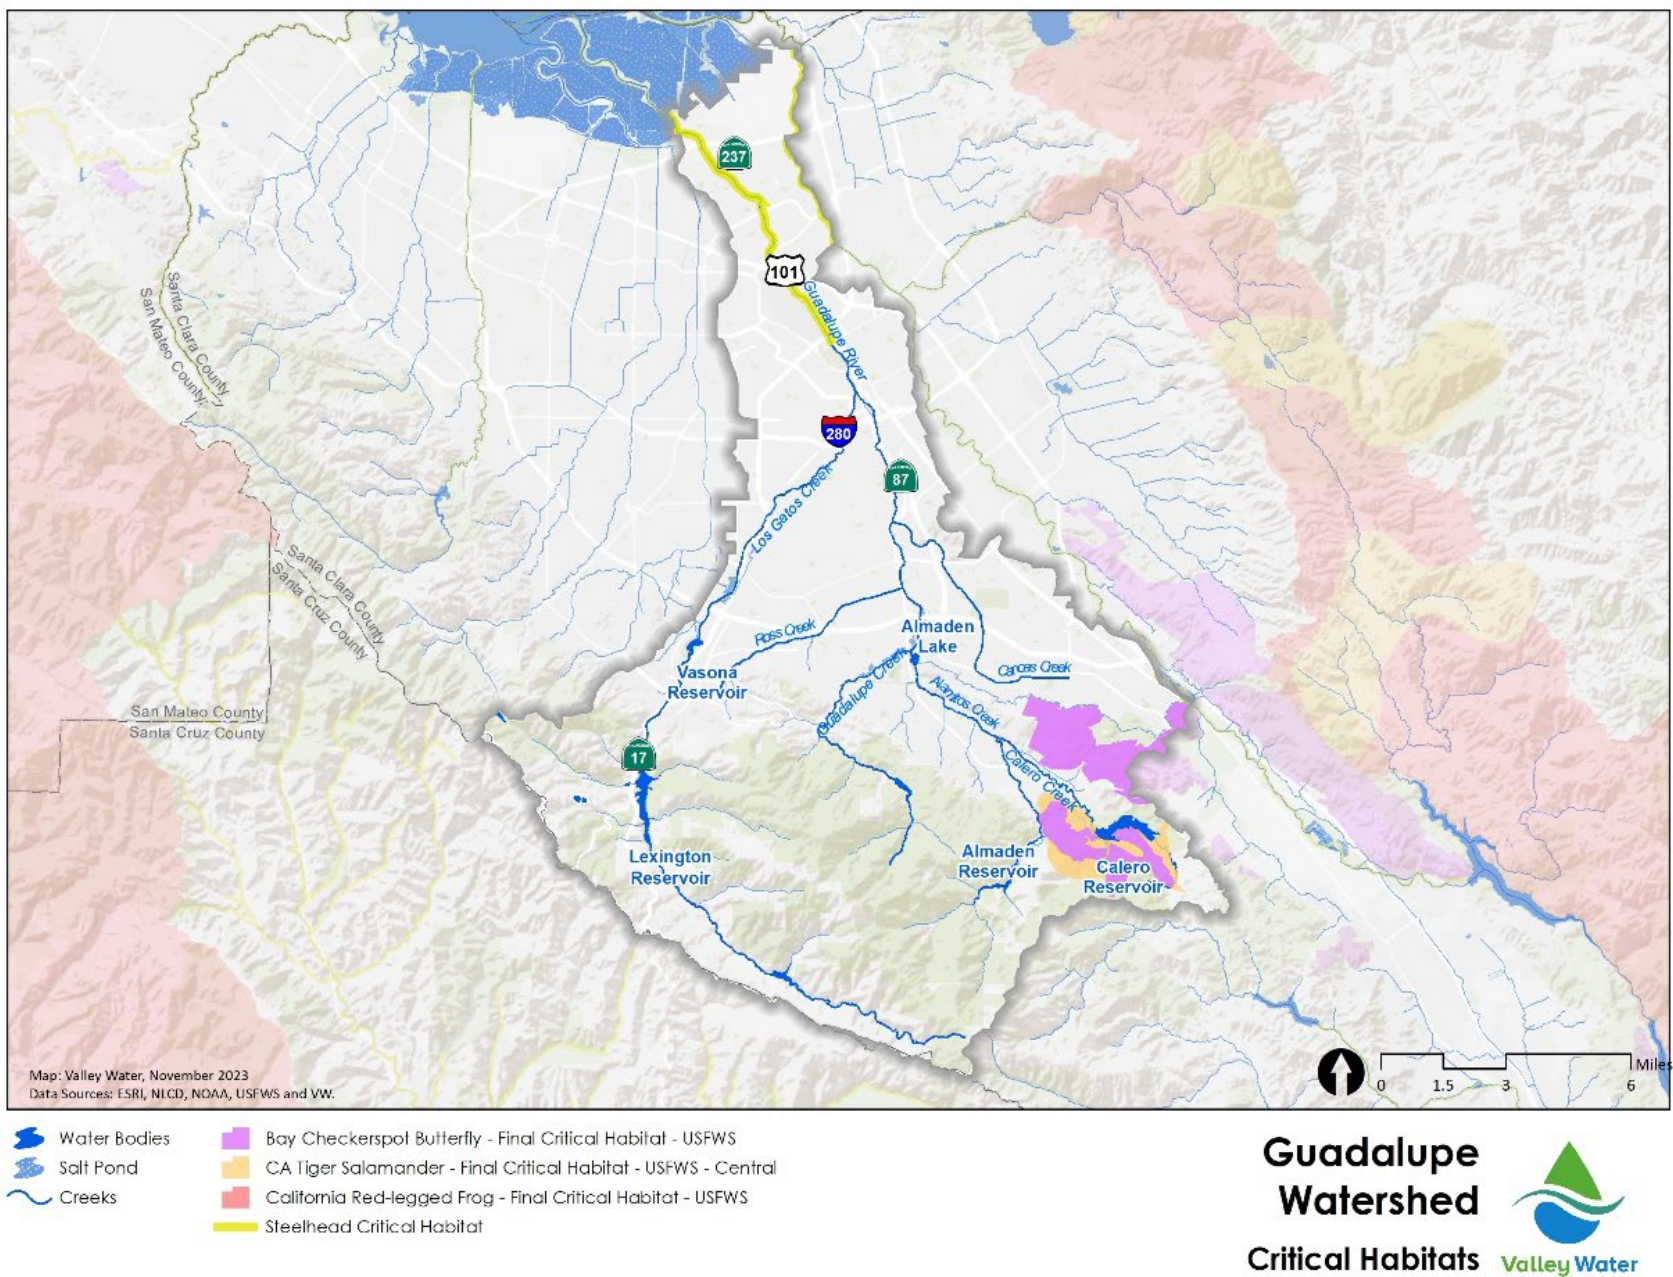 237
101
Guadalupe River
280
87
Los Gatos Creek
Santa Clara County
San Mateo County
Santa Clara County
Santa Cruz County
Ross Creek
Almaden
Lake
Canoas Creek
Vasona
Reservoir
Guadalupe Creek
Alamitos Creek
San Mateo County
Santa Cruz County
17
Calero Creek
Lexington
Reservoir
Almaden
Reservoir
Calero
Reservoir
Map: Valley Water, November 2023
Data Sources: ESRI, NLCD, NOAA, USFWS and VW.
Miles
0 1.5 3 6
Water Bodies
Salt Pond
Creeks
Bay Checkerspot Butterfly - Final Critical Habitat - USFWS
CA Tiger Salamander - Final Critical Habitat - USFWS - Central
California Red-legged Frog - Final Critical Habitat - USFWS
Steelhead Critical Habitat
Guadalupe
Watershed
Critical Habitats
Valley Water